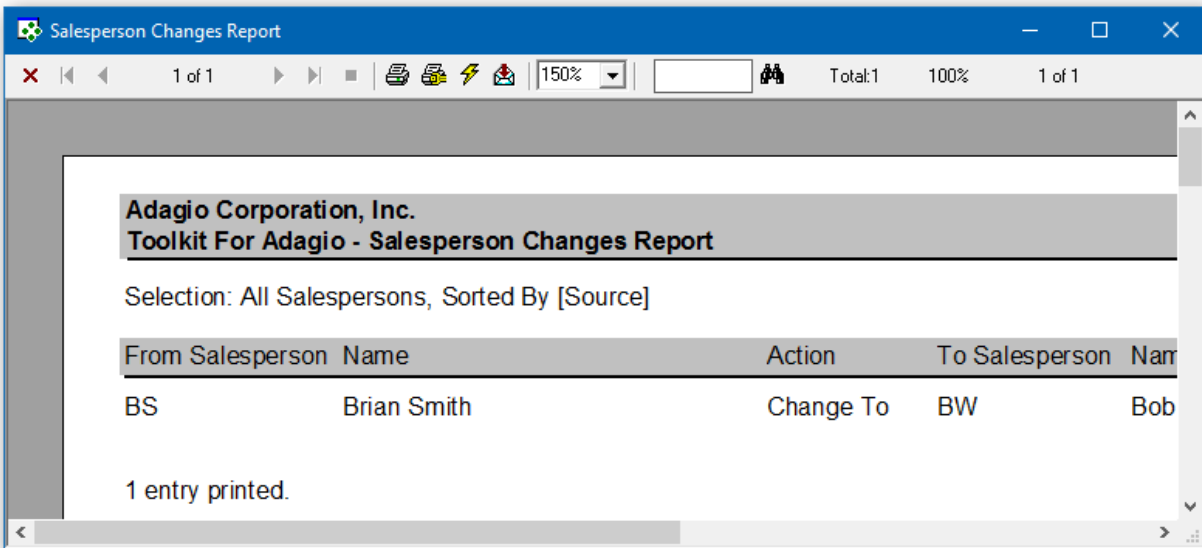 Salesperson Changes Report
1 of 1 150% Total:1 100% 1 of 1
Adagio Corporation, Inc.
Toolkit For Adagio - Salesperson Changes Report
Selection: All Salespersons, Sorted By [Source]
From Salesperson Name Action To Salesperson Nam
BS Brian Smith Change To BW Bob
1 entry printed.